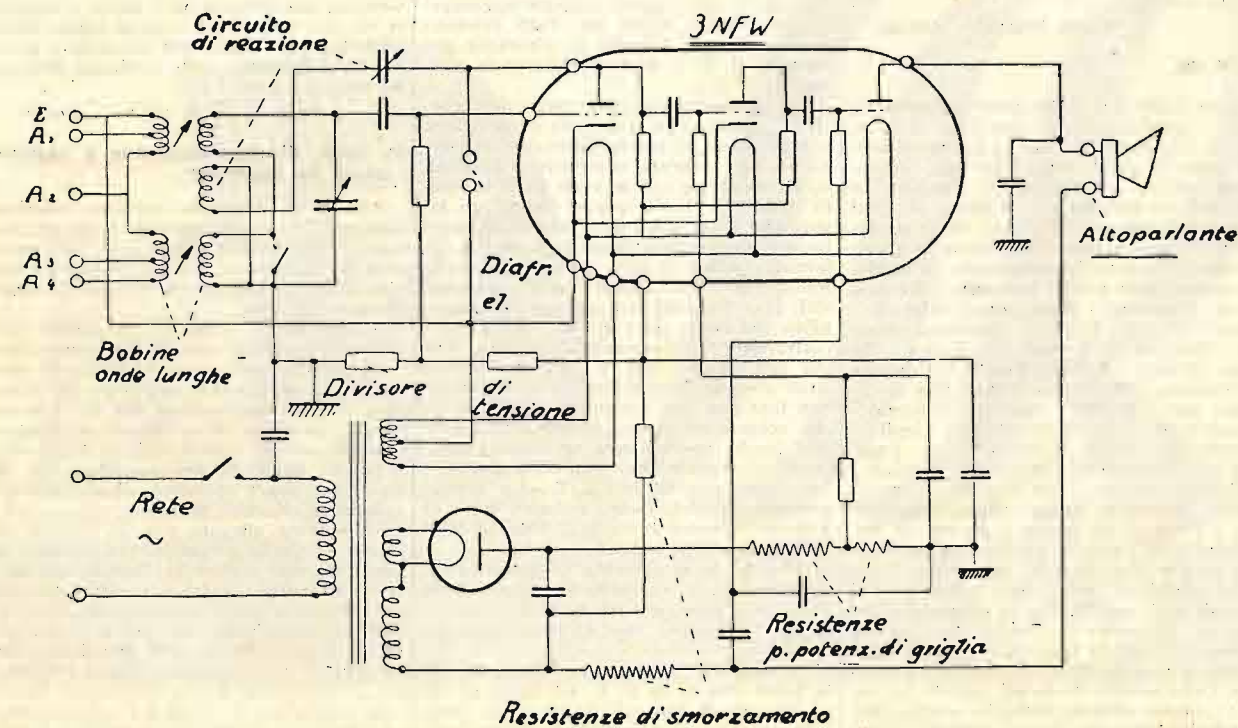 Circuito
di reazione
3NFW
E
A1
A2
A3
A4
Diafr.
el.
Altoparlante
Bobine
onde lunghe
Divisore
di
tensione
Rete
~
Resistenze
p. potenz. di griglia
Resistenze di smorzamento